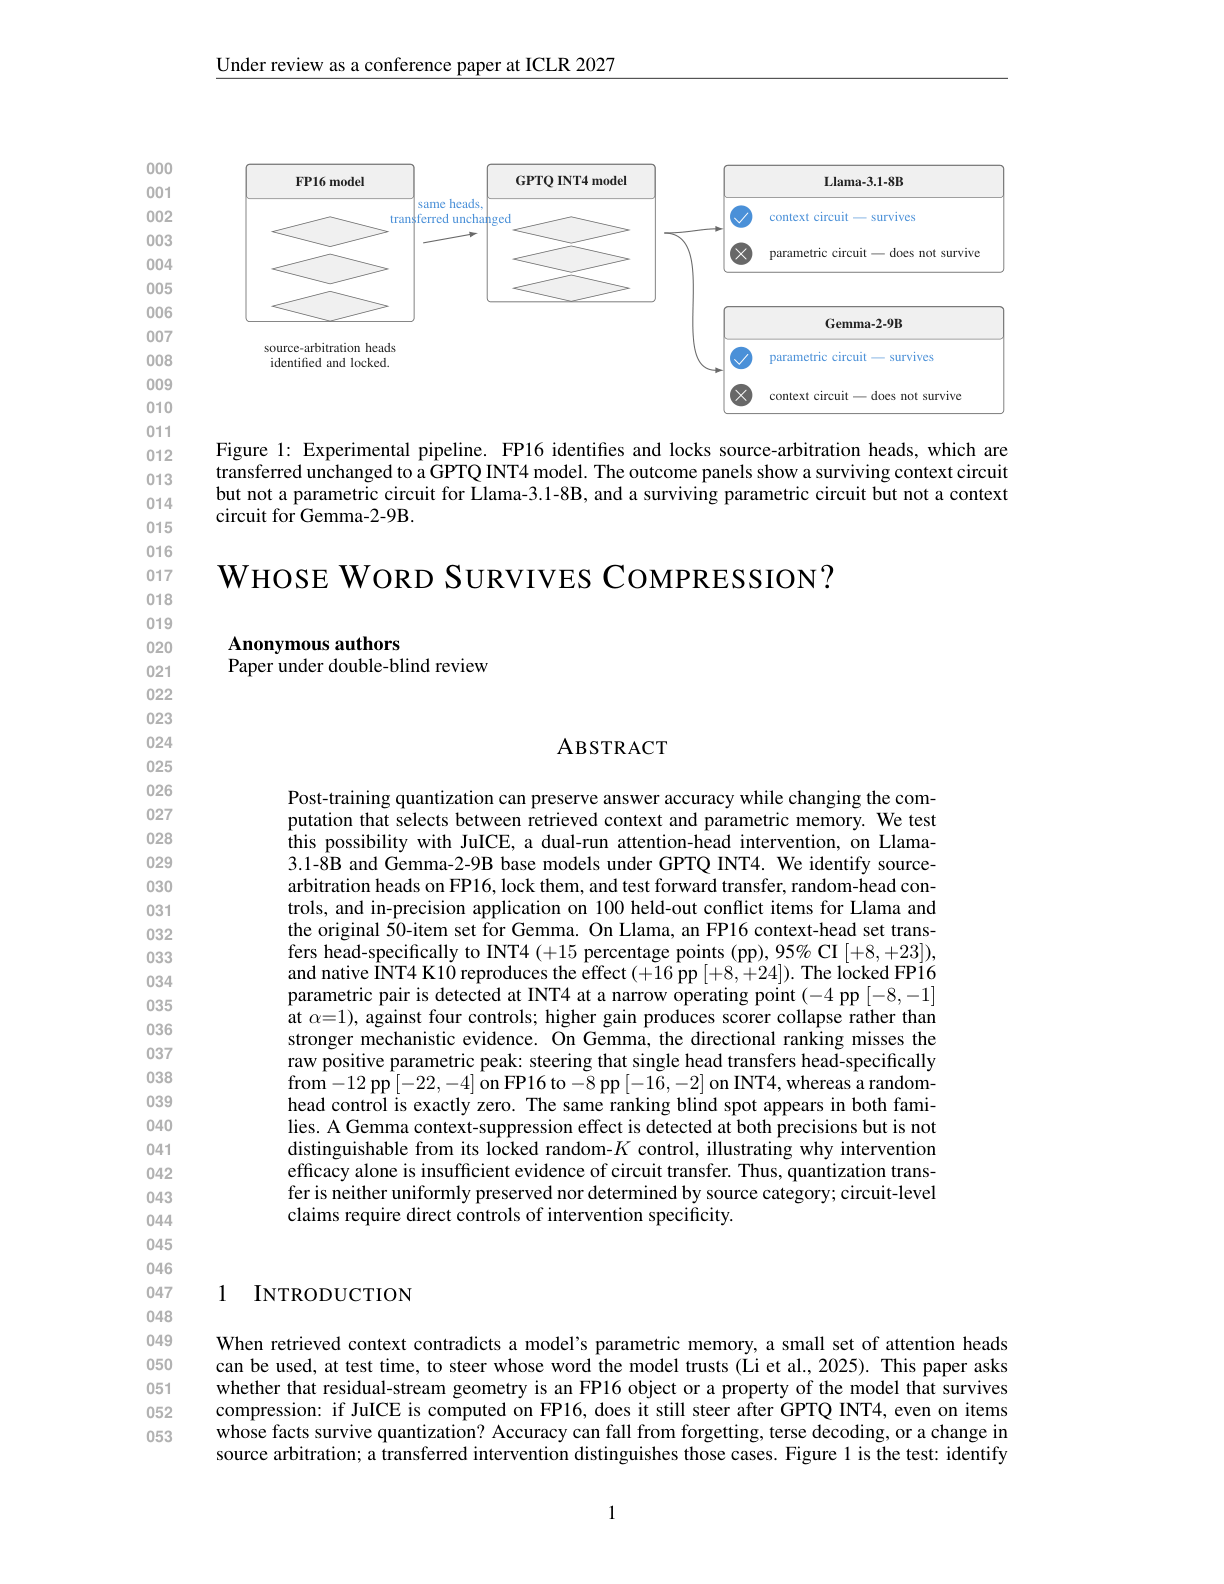 Under review as a conference paper at ICLR 2027
000
001
002
003
004
005
006
007
008
009
010
011
012
013
014
015
016
017
018
019
020
021
022
023
024
025
026
027
028
029
030
031
032
033
034
035
036
037
038
039
040
041
042
043
044
045
046
047
048
049
050
051
052
053
FP16 model
source-arbitration heads
identified and locked.
same heads,
transferred unchanged
GPTQ INT4 model
Llama-3.1-8B
context circuit — survives
parametric circuit — does not survive
Gemma-2-9B
parametric circuit — survives
context circuit — does not survive
Figure 1: Experimental pipeline. FP16 identifies and locks source-arbitration heads, which are
transferred unchanged to a GPTQ INT4 model. The outcome panels show a surviving context circuit
but not a parametric circuit for Llama-3.1-8B, and a surviving parametric circuit but not a context
circuit for Gemma-2-9B.
WHOSE WORD SURVIVES COMPRESSION?
Anonymous authors
Paper under double-blind review
ABSTRACT
Post-training quantization can preserve answer accuracy while changing the com-
putation that selects between retrieved context and parametric memory. We test
this possibility with JuICE, a dual-run attention-head intervention, on Llama-
3.1-8B and Gemma-2-9B base models under GPTQ INT4. We identify source-
arbitration heads on FP16, lock them, and test forward transfer, random-head con-
trols, and in-precision application on 100 held-out conflict items for Llama and
the original 50-item set for Gemma. On Llama, an FP16 context-head set trans-
fers head-specifically to INT4 (+15 percentage points (pp), 95% CI [+8, +23]),
and native INT4 K10 reproduces the effect (+16 pp [+8, +24]). The locked FP16
parametric pair is detected at INT4 at a narrow operating point (−4 pp [−8, −1]
at α=1), against four controls; higher gain produces scorer collapse rather than
stronger mechanistic evidence. On Gemma, the directional ranking misses the
raw positive parametric peak: steering that single head transfers head-specifically
from −12 pp [−22, −4] on FP16 to −8 pp [−16, −2] on INT4, whereas a random-
head control is exactly zero. The same ranking blind spot appears in both fami-
lies. A Gemma context-suppression effect is detected at both precisions but is not
distinguishable from its locked random-K control, illustrating why intervention
efficacy alone is insufficient evidence of circuit transfer. Thus, quantization trans-
fer is neither uniformly preserved nor determined by source category; circuit-level
claims require direct controls of intervention specificity.
1 INTRODUCTION
When retrieved context contradicts a model's parametric memory, a small set of attention heads
can be used, at test time, to steer whose word the model trusts (Li et al., 2025). This paper asks
whether that residual-stream geometry is an FP16 object or a property of the model that survives
compression: if JuICE is computed on FP16, does it still steer after GPTQ INT4, even on items
whose facts survive quantization? Accuracy can fall from forgetting, terse decoding, or a change in
source arbitration; a transferred intervention distinguishes those cases. Figure 1 is the test: identify
1